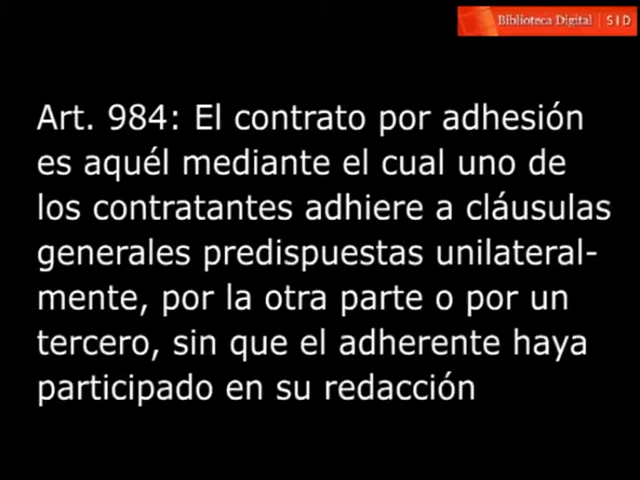 Biblioteca Digital | SID
Art. 984: El contrato por adhesión
es aquél mediante el cual uno de
los contratantes adhiere a cláusulas
generales predispuestas unilateral-
mente, por la otra parte o por un
tercero, sin que el adherente haya
participado en su redacción